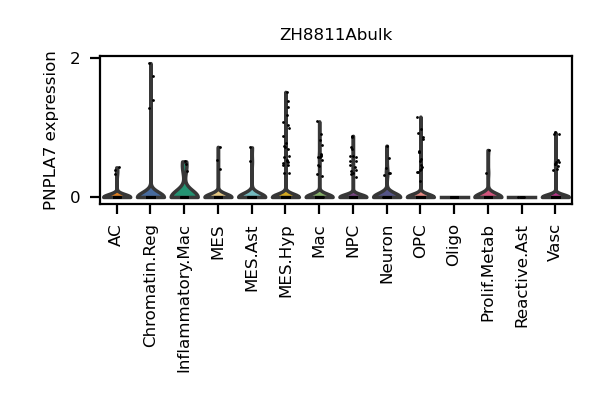 ZH8811Abulk
PNPLA7 expression
2
0
AC
Chromatin.Reg
Inflammatory.Mac
MES
MES.Ast
MES.Hyp
Mac
NPC
Neuron
OPC
Oligo
Prolif.Metab
Reactive.Ast
Vasc